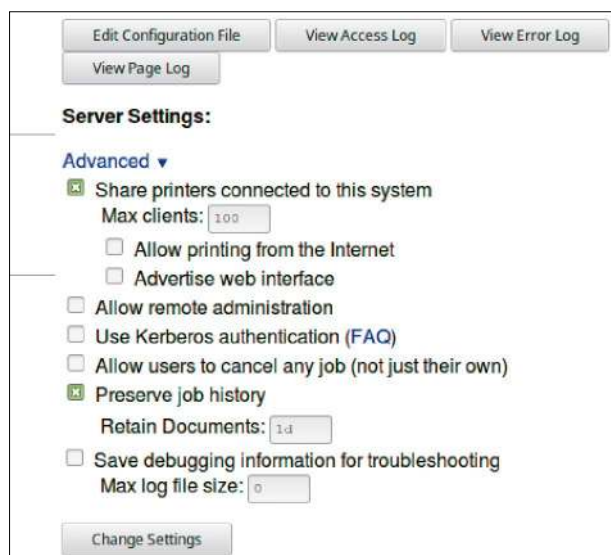 Edit Configuration File View Access Log View Error Log
View Page Log
Server Settings:
Advanced ▼
Share printers connected to this system
Max clients: 100
Allow printing from the Internet
Advertise web interface
Allow remote administration
Use Kerberos authentication (FAQ)
Allow users to cancel any job (not just their own)
Preserve job history
Retain Documents: 1d
Save debugging information for troubleshooting
Max log file size: 0
Change Settings